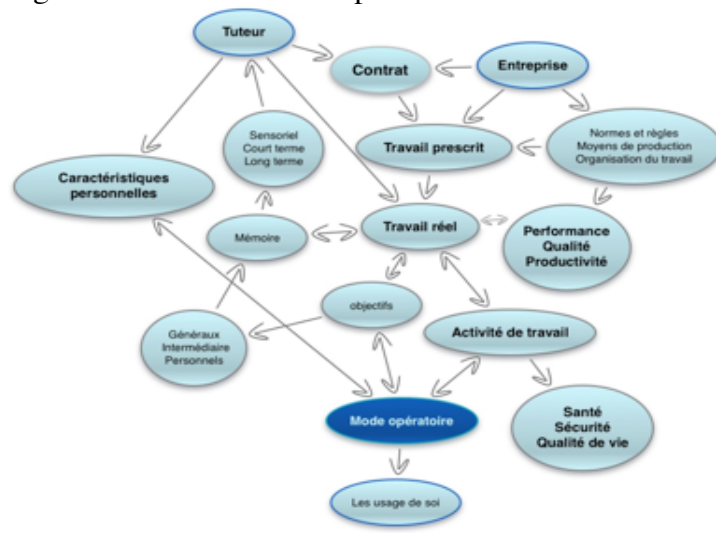 Tuteur
Contrat
Entreprise
Sensoriel
Court terme
Long terme
Travail prescrit
Normes et règles
Moyens de production
Organisation du travail
Caractéristiques
personnelles
Mémoire
Travail réel
Performance
Qualité
Productivité
objectifs
Généraux
Intermédiaire
Personnels
Activité de travail
Mode opératoire
Santé
Sécurité
Qualité de vie
Les usage de soi